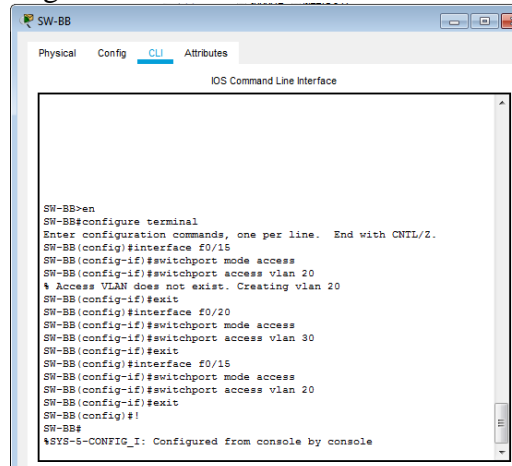 SW-BB
Physical Config CLI Attributes
IOS Command Line Interface
SW-BB>en
SW-BB#configure terminal
Enter configuration commands, one per line.  End with CNTL/Z.
SW-BB(config)#interface f0/15
SW-BB(config-if)#switchport mode access
SW-BB(config-if)#switchport access vlan 20
% Access VLAN does not exist. Creating vlan 20
SW-BB(config-if)#exit
SW-BB(config)#interface f0/20
SW-BB(config-if)#switchport mode access
SW-BB(config-if)#switchport access vlan 30
SW-BB(config-if)#exit
SW-BB(config)#interface f0/15
SW-BB(config-if)#switchport mode access
SW-BB(config-if)#switchport access vlan 20
SW-BB(config-if)#exit
SW-BB(config)#!
SW-BB#
%SYS-5-CONFIG_I: Configured from console by console